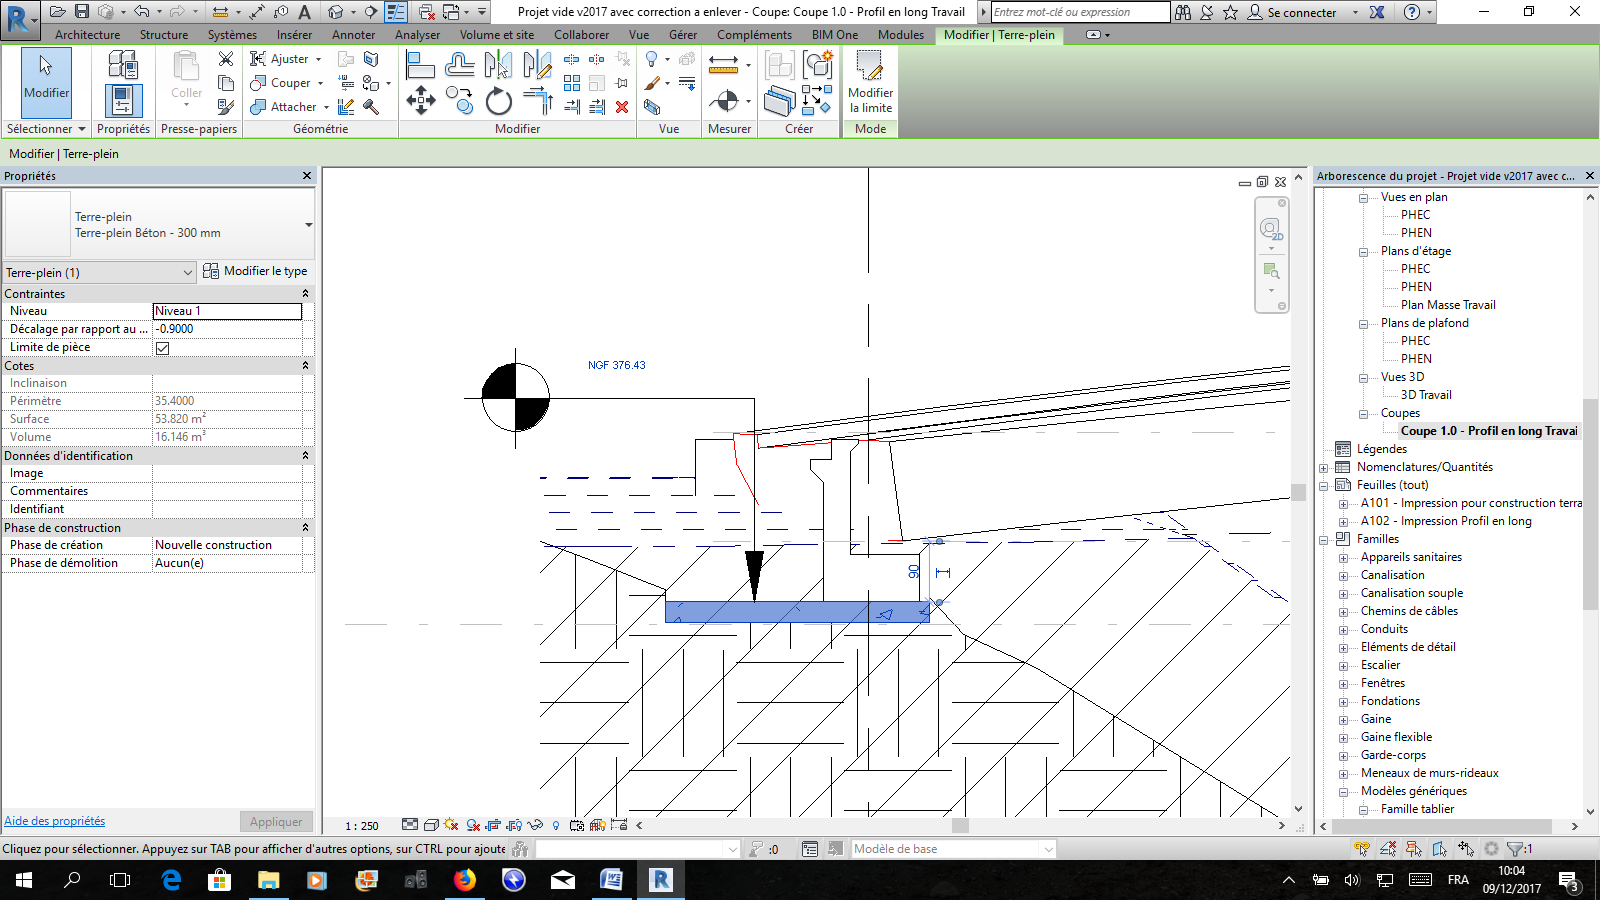 Projet vide v2017 avec correction a enlever - Coupe: Coupe 1.0 - Profil en long Travail
Entrez mot-clé ou expression
Se connecter
Architecture
Structure
Systèmes
Insérer
Annoter
Analyser
Volume et site
Collaborer
Vue
Gérer
Compléments
BIM One
Modules
Modifier | Terre-plein
Modifier
Coller
Ajuster
Couper
Attacher
Modifier
la limite
Sélectionner
Propriétés
Presse-papiers
Géométrie
Modifier
Vue
Mesurer
Créer
Mode
Modifier | Terre-plein
Propriétés
Terre-plein
Terre-plein Béton - 300 mm
Terre-plein (1)
Modifier le type
Contraintes
Niveau
Niveau 1
Décalage par rapport au ...
-0.9000
Limite de pièce
Cotes
Inclinaison
Périmètre
35.4000
Surface
53.820 m²
Volume
16.146 m³
Données d'identification
Image
Commentaires
Identifiant
Phase de construction
Phase de création
Nouvelle construction
Phase de démolition
Aucun(e)
Aide des propriétés
Appliquer
NGF 376.43
90
2D
1 : 250
Arborescence du projet - Projet vide v2017 avec c...
Vues en plan
PHEC
PHEN
Plans d'étage
PHEC
PHEN
Plan Masse Travail
Plans de plafond
PHEC
PHEN
Vues 3D
3D Travail
Coupes
Coupe 1.0 - Profil en long Travai
Légendes
Nomenclatures/Quantités
Feuilles (tout)
A101 - Impression pour construction terra
A102 - Impression Profil en long
Familles
Appareils sanitaires
Canalisation
Canalisation souple
Chemins de câbles
Conduits
Eléments de détail
Escalier
Fenêtres
Fondations
Gaine
Gaine flexible
Garde-corps
Meneaux de murs-rideaux
Modèles génériques
Famille tablier
Cliquez pour sélectionner. Appuyez sur TAB pour afficher d'autres options, sur CTRL pour ajoute
:0
Modèle de base
:1
FRA
10:04
09/12/2017
3